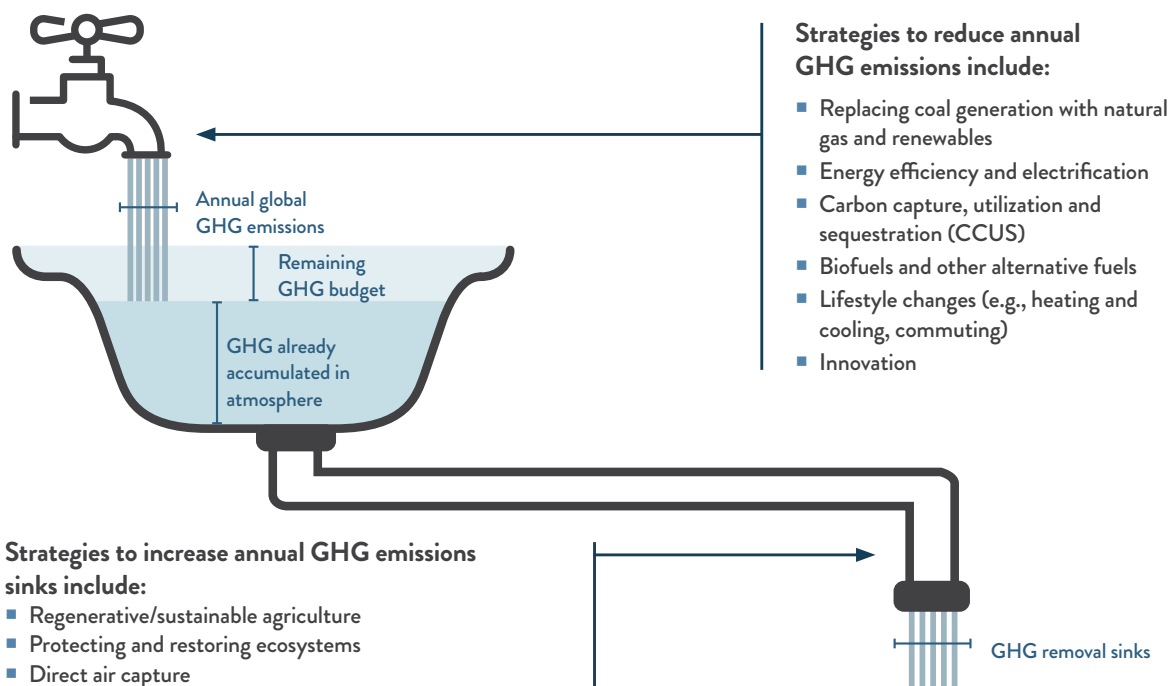 Strategies to reduce annual
GHG emissions include:
■ Replacing coal generation with natural
gas and renewables
■ Energy efficiency and electrification
■ Carbon capture, utilization and
sequestration (CCUS)
■ Biofuels and other alternative fuels
■ Lifestyle changes (e.g., heating and
cooling, commuting)
■ Innovation
Annual global
GHG emissions
Remaining
GHG budget
GHG already
accumulated in
atmosphere
Strategies to increase annual GHG emissions
sinks include:
■ Regenerative/sustainable agriculture
■ Protecting and restoring ecosystems
■ Direct air capture
GHG removal sinks